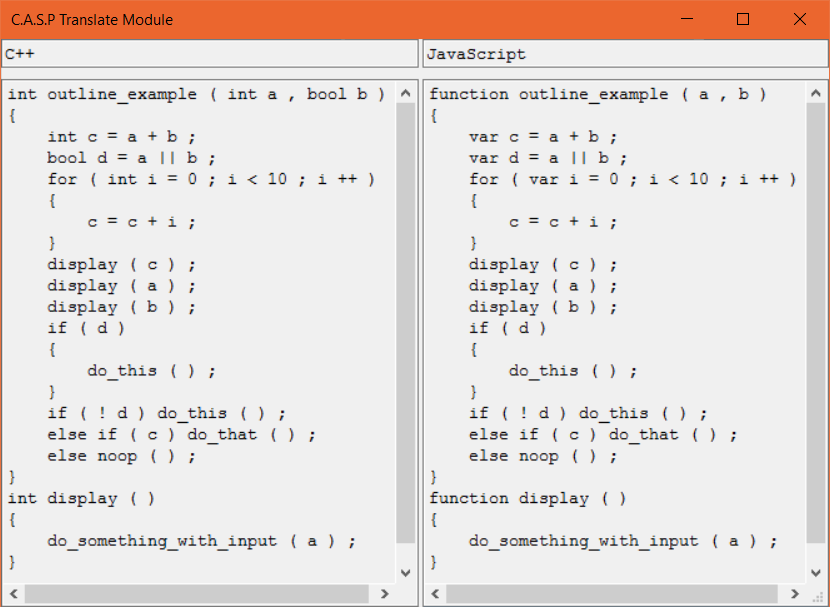 C.A.S.P Translate Module
C++
int outline_example ( int a , bool b )
{
    int c = a + b ;
    bool d = a || b ;
    for ( int i = 0 ; i < 10 ; i ++ )
    {
        c = c + i ;
    }
    display ( c ) ;
    display ( a ) ;
    display ( b ) ;
    if ( d )
    {
        do_this ( ) ;
    }
    if ( ! d ) do_this ( ) ;
    else if ( c ) do_that ( ) ;
    else noop ( ) ;
}
int display ( )
{
    do_something_with_input ( a ) ;
}
JavaScript
function outline_example ( a , b )
{
    var c = a + b ;
    var d = a || b ;
    for ( var i = 0 ; i < 10 ; i ++ )
    {
        c = c + i ;
    }
    display ( c ) ;
    display ( a ) ;
    display ( b ) ;
    if ( d )
    {
        do_this ( ) ;
    }
    if ( ! d ) do_this ( ) ;
    else if ( c ) do_that ( ) ;
    else noop ( ) ;
}
function display ( )
{
    do_something_with_input ( a ) ;
}